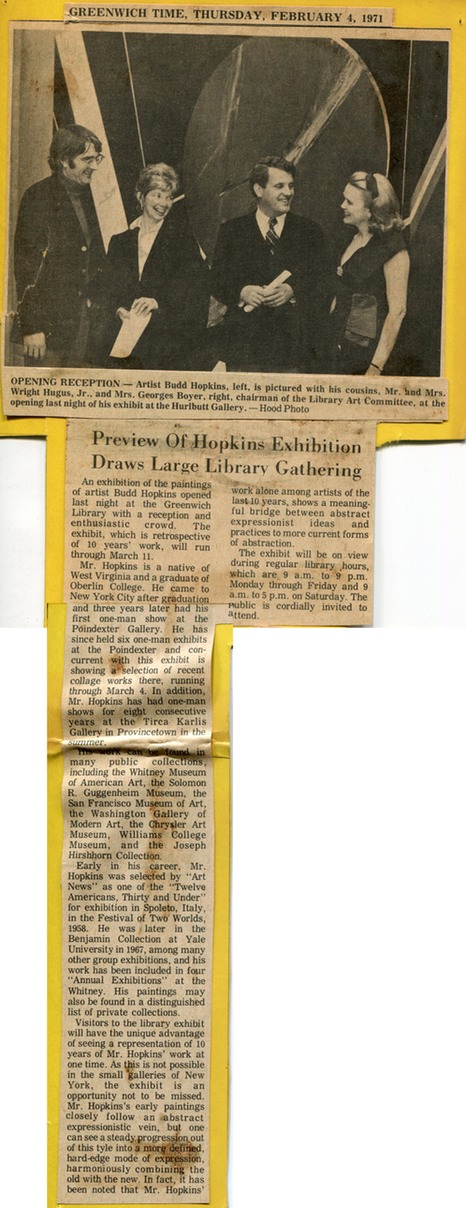 GREENWICH TIME, THURSDAY, FEBRUARY 4, 1971
OPENING RECEPTION — Artist Budd Hopkins, left, is pictured with his cousins, Mr. and Mrs.
Wright Hugus, Jr., and Mrs. Georges Boyer, right, chairman of the Library Art Committee, at the
opening last night of his exhibit at the Hurlbutt Gallery. — Hood Photo
Preview Of Hopkins Exhibition
Draws Large Library Gathering
An exhibition of the paintings
of artist Budd Hopkins opened
last night at the Greenwich
Library with a reception and
enthusiastic crowd. The
exhibit, which is retrospective
of 10 years' work, will run
through March 11.
Mr. Hopkins is a native of
West Virginia and a graduate of
Oberlin College. He came to
New York City after graduation
and three years later had his
first one-man show at the
Poindexter Gallery. He has
since held six one-man exhibits
at the Poindexter and con-
current with this exhibit is
showing a selection of recent
collage works there, running
through March 4. In addition,
Mr. Hopkins has had one-man
shows for eight consecutive
years at the Tirca Karlis
Gallery in Provincetown in the
summer.
His work can be found in
many public collections,
including the Whitney Museum
of American Art, the Solomon
R. Guggenheim Museum, the
San Francisco Museum of Art,
the Washington Gallery of
Modern Art, the Chrysler Art
Museum, Williams College
Museum, and the Joseph
Hirshhorn Collection.
Early in his career, Mr.
Hopkins was selected by "Art
News" as one of the "Twelve
Americans, Thirty and Under"
for exhibition in Spoleto, Italy,
in the Festival of Two Worlds,
1958. He was later in the
Benjamin Collection at Yale
University in 1967, among many
other group exhibitions, and his
work has been included in four
"Annual Exhibitions" at the
Whitney. His paintings may
also be found in a distinguished
list of private collections.
Visitors to the library exhibit
will have the unique advantage
of seeing a representation of 10
years of Mr. Hopkins' work at
one time. As this is not possible
in the small galleries of New
York, the exhibit is an
opportunity not to be missed.
Mr. Hopkins's early paintings
closely follow an abstract
expressionistic vein, but one
can see a steady progression out
of this tyle into a more defined,
hard-edge mode of expression,
harmoniously combining the
old with the new. In fact, it has
been noted that Mr. Hopkins'
work alone among artists of the
last 10 years, shows a meaning-
ful bridge between abstract
expressionist ideas and
practices to more current forms
of abstraction.
The exhibit will be on view
during regular library hours,
which are 9 a.m. to 9 p.m.
Monday through Friday and 9
a.m. to 5 p.m. on Saturday. The
public is cordially invited to
attend.